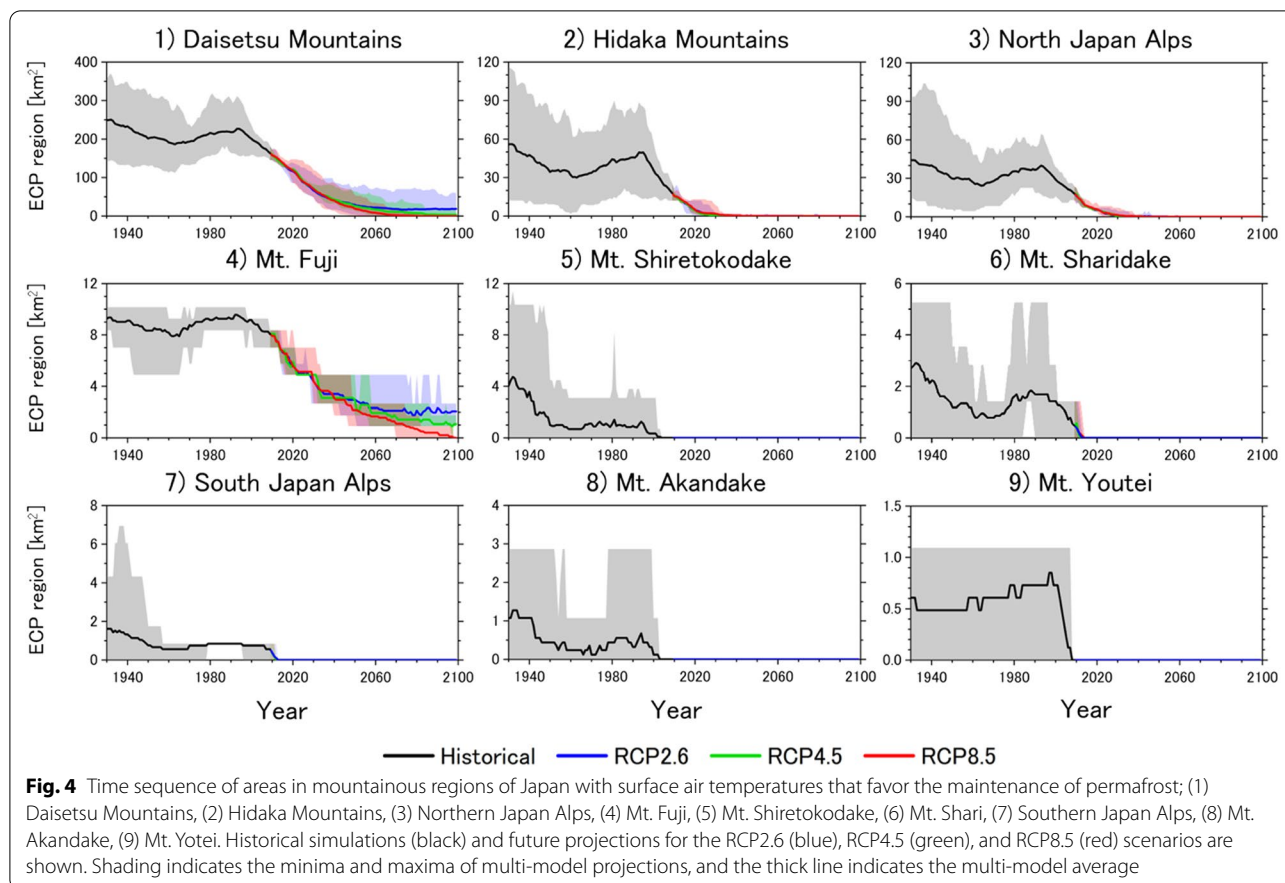 1) Daisetsu Mountains
2) Hidaka Mountains
3) North Japan Alps
ECP region [km²]
400
300
200
100
0
1940 1980 2020 2060 2100
120
90
60
30
0
1940 1980 2020 2060 2100
120
90
60
30
0
1940 1980 2020 2060 2100
4) Mt. Fuji
5) Mt. Shiretokodake
6) Mt. Sharidake
ECP region [km²]
12
8
4
0
1940 1980 2020 2060 2100
12
9
6
3
0
1940 1980 2020 2060 2100
6
4
2
0
1940 1980 2020 2060 2100
7) South Japan Alps
8) Mt. Akandake
9) Mt. Youtei
ECP region [km²]
8
6
4
2
0
1940 1980 2020 2060 2100
4
3
2
1
0
1940 1980 2020 2060 2100
1.5
1.0
0.5
0.0
1940 1980 2020 2060 2100
Year Year Year
Historical RCP2.6 RCP4.5 RCP8.5
Fig. 4 Time sequence of areas in mountainous regions of Japan with surface air temperatures that favor the maintenance of permafrost; (1)
Daisetsu Mountains, (2) Hidaka Mountains, (3) Northern Japan Alps, (4) Mt. Fuji, (5) Mt. Shiretokodake, (6) Mt. Shari, (7) Southern Japan Alps, (8) Mt.
Akandake, (9) Mt. Yotei. Historical simulations (black) and future projections for the RCP2.6 (blue), RCP4.5 (green), and RCP8.5 (red) scenarios are
shown. Shading indicates the minima and maxima of multi-model projections, and the thick line indicates the multi-model average